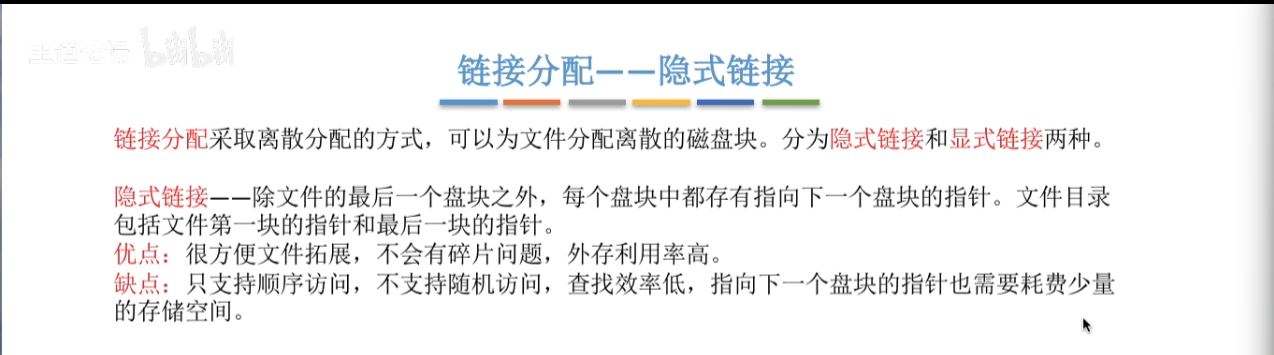 王道论坛 bilibili
链接分配——隐式链接
链接分配采取离散分配的方式，可以为文件分配离散的磁盘块。分为隐式链接和显式链接两种。
隐式链接——除文件的最后一个盘块之外，每个盘块中都存有指向下一个盘块的指针。文件目录
包括文件第一块的指针和最后一块的指针。
优点：很方便文件拓展，不会有碎片问题，外存利用率高。
缺点：只支持顺序访问，不支持随机访问，查找效率低，指向下一个盘块的指针也需要耗费少量
的存储空间。